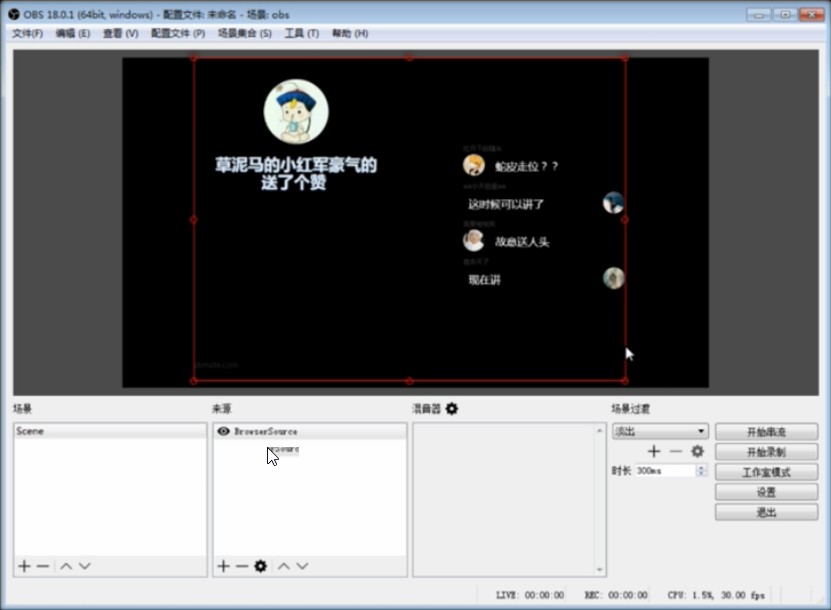 OBS 18.0.1 (64bit, windows) - 配置文件: 未命名 - 场景: obs
文件(F) 编辑(E) 查看(V) 配置文件(P) 场景集合(S) 工具(T) 帮助(H)
草泥马的小红军豪气的
送了个赞
蛇皮走位？？
这时候可以讲了
故意送人头
现在讲
场景
来源
混音器
场景过渡
Scene
BrowserSource
淡出
时长 300ms
开始串流
开始录制
工作室模式
设置
退出
LIVE: 00:00:00 REC: 00:00:00 CPU: 1.5%, 30.00 fps